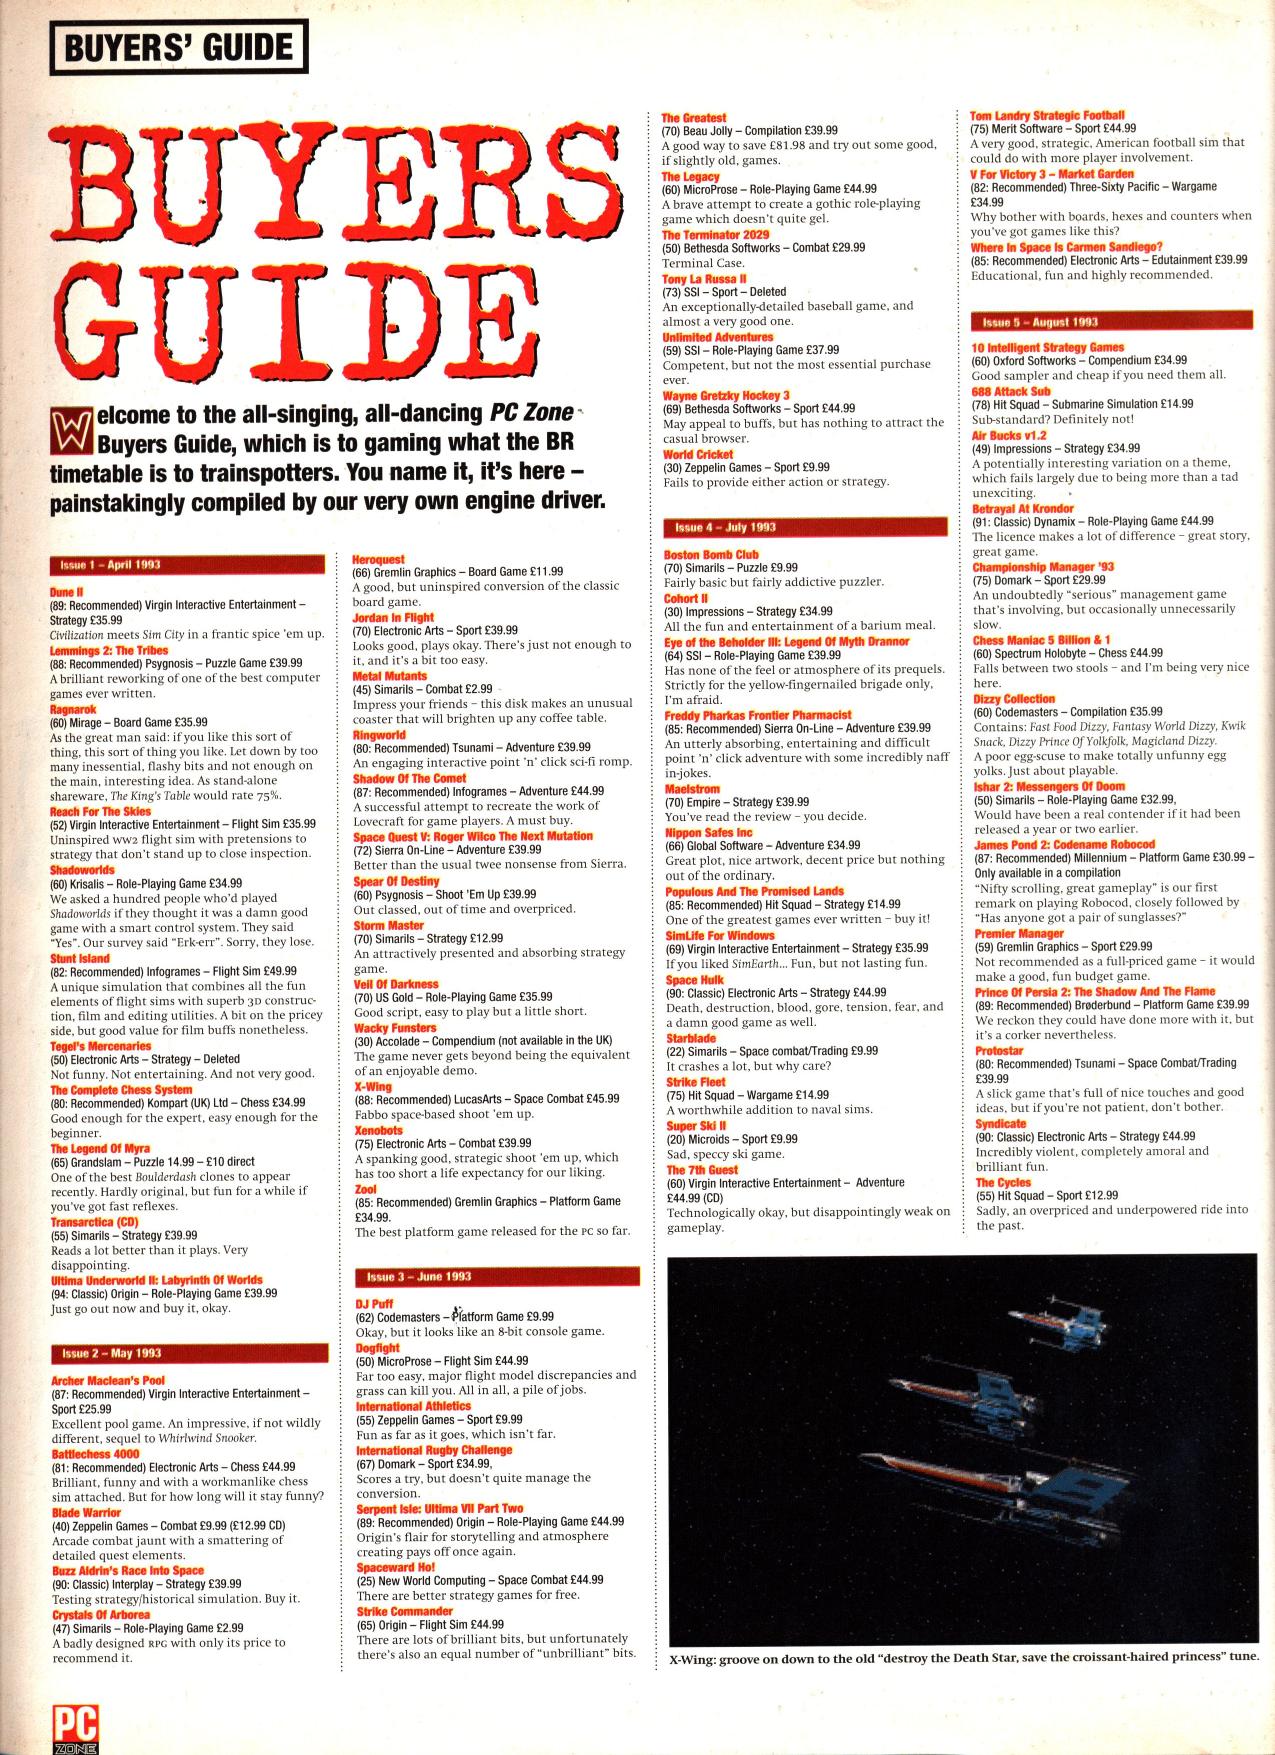 BUYERS' GUIDE
BUYERS
GUIDE
Welcome to the all-singing, all-dancing PC Zone
Buyers Guide, which is to gaming what the BR
timetable is to trainspotters. You name it, it's here –
painstakingly compiled by our very own engine driver.
Issue 1 – April 1993
Dune II
(89: Recommended) Virgin Interactive Entertainment –
Strategy £35.99
Civilization meets Sim City in a frantic spice 'em up.
Lemmings 2: The Tribes
(88: Recommended) Psygnosis – Puzzle Game £39.99
A brilliant reworking of one of the best computer
games ever written.
Ragnarok
(60) Mirage – Board Game £35.99
As the great man said: if you like this sort of
thing, this sort of thing you like. Let down by too
many inessential, flashy bits and not enough on
the main, interesting idea. As stand-alone
shareware, The King's Table would rate 75%.
Reach For The Skies
(52) Virgin Interactive Entertainment – Flight Sim £35.99
Uninspired WW2 flight sim with pretensions to
strategy that don't stand up to close inspection.
Shadoworlds
(60) Krisalis – Role-Playing Game £34.99
We asked a hundred people who'd played
Shadoworlds if they thought it was a damn good
game with a smart control system. They said
"Yes". Our survey said "Erk-err". Sorry, they lose.
Stunt Island
(82: Recommended) Infogrames – Flight Sim £49.99
A unique simulation that combines all the fun
elements of flight sims with superb 3D construc-
tion, film and editing utilities. A bit on the pricey
side, but good value for film buffs nonetheless.
Tegel's Mercenaries
(50) Electronic Arts – Strategy – Deleted
Not funny. Not entertaining. And not very good.
The Complete Chess System
(80: Recommended) Kompart (UK) Ltd – Chess £34.99
Good enough for the expert, easy enough for the
beginner.
The Legend Of Myra
(65) Grandslam – Puzzle 14.99 – £10 direct
One of the best Boulderdash clones to appear
recently. Hardly original, but fun for a while if
you've got fast reflexes.
Transarctica (CD)
(55) Simarils – Strategy £39.99
Reads a lot better than it plays. Very
disappointing.
Ultima Underworld II: Labyrinth Of Worlds
(94: Classic) Origin – Role-Playing Game £39.99
Just go out now and buy it, okay.
Issue 2 – May 1993
Archer Maclean's Pool
(87: Recommended) Virgin Interactive Entertainment –
Sport £25.99
Excellent pool game. An impressive, if not wildly
different, sequel to Whirlwind Snooker.
Battlechess 4000
(81: Recommended) Electronic Arts – Chess £44.99
Brilliant, funny and with a workmanlike chess
sim attached. But for how long will it stay funny?
Blade Warrior
(40) Zeppelin Games – Combat £9.99 (£12.99 CD)
Arcade combat jaunt with a smattering of
detailed quest elements.
Buzz Aldrin's Race Into Space
(90: Classic) Interplay – Strategy £39.99
Testing strategy/historical simulation. Buy it.
Crystals Of Arborea
(47) Simarils – Role-Playing Game £2.99
A badly designed RPG with only its price to
recommend it.
Heroquest
(66) Gremlin Graphics – Board Game £11.99
A good, but uninspired conversion of the classic
board game.
Jordan In Flight
(70) Electronic Arts – Sport £39.99
Looks good, plays okay. There's just not enough to
it, and it's a bit too easy.
Metal Mutants
(45) Simarils – Combat £2.99
Impress your friends – this disk makes an unusual
coaster that will brighten up any coffee table.
Ringworld
(80: Recommended) Tsunami – Adventure £39.99
An engaging interactive point 'n' click sci-fi romp.
Shadow Of The Comet
(87: Recommended) Infogrames – Adventure £44.99
A successful attempt to recreate the work of
Lovecraft for game players. A must buy.
Space Quest V: Roger Wilco The Next Mutation
(72) Sierra On-Line – Adventure £39.99
Better than the usual twee nonsense from Sierra.
Spear Of Destiny
(60) Psygnosis – Shoot 'Em Up £39.99
Out classed, out of time and overpriced.
Storm Master
(70) Simarils – Strategy £12.99
An attractively presented and absorbing strategy
game.
Veil Of Darkness
(70) US Gold – Role-Playing Game £35.99
Good script, easy to play but a little short.
Wacky Funsters
(30) Accolade – Compendium (not available in the UK)
The game never gets beyond being the equivalent
of an enjoyable demo.
X-Wing
(88: Recommended) LucasArts – Space Combat £45.99
Fabbo space-based shoot 'em up.
Xenobots
(75) Electronic Arts – Combat £39.99
A spanking good, strategic shoot 'em up, which
has too short a life expectancy for our liking.
Zool
(85: Recommended) Gremlin Graphics – Platform Game
£34.99.
The best platform game released for the PC so far.
Issue 3 – June 1993
DJ Puff
(62) Codemasters – Platform Game £9.99
Okay, but it looks like an 8-bit console game.
Dogfight
(50) MicroProse – Flight Sim £44.99
Far too easy, major flight model discrepancies and
grass can kill you. All in all, a pile of jobs.
International Athletics
(55) Zeppelin Games – Sport £9.99
Fun as far as it goes, which isn't far.
International Rugby Challenge
(67) Domark – Sport £34.99,
Scores a try, but doesn't quite manage the
conversion.
Serpent Isle: Ultima VII Part Two
(89: Recommended) Origin – Role-Playing Game £44.99
Origin's flair for storytelling and atmosphere
creating pays off once again.
Spaceward Ho!
(25) New World Computing – Space Combat £44.99
There are better strategy games for free.
Strike Commander
(65) Origin – Flight Sim £44.99
There are lots of brilliant bits, but unfortunately
there's also an equal number of "unbrilliant" bits.
The Greatest
(70) Beau Jolly – Compilation £39.99
A good way to save £81.98 and try out some good,
if slightly old, games.
The Legacy
(60) MicroProse – Role-Playing Game £44.99
A brave attempt to create a gothic role-playing
game which doesn't quite gel.
The Terminator 2029
(50) Bethesda Softworks – Combat £29.99
Terminal Case.
Tony La Russa II
(73) SSI – Sport – Deleted
An exceptionally-detailed baseball game, and
almost a very good one.
Unlimited Adventures
(59) SSI – Role-Playing Game £37.99
Competent, but not the most essential purchase
ever.
Wayne Gretzky Hockey 3
(69) Bethesda Softworks – Sport £44.99
May appeal to buffs, but has nothing to attract the
casual browser.
World Cricket
(30) Zeppelin Games – Sport £9.99
Fails to provide either action or strategy.
Issue 4 – July 1993
Boston Bomb Club
(70) Simarils – Puzzle £9.99
Fairly basic but fairly addictive puzzler.
Cohort II
(30) Impressions – Strategy £34.99
All the fun and entertainment of a barium meal.
Eye of the Beholder III: Legend Of Myth Drannor
(64) SSI – Role-Playing Game £39.99
Has none of the feel or atmosphere of its prequels.
Strictly for the yellow-fingernailed brigade only,
I'm afraid.
Freddy Pharkas Frontier Pharmacist
(85: Recommended) Sierra On-Line – Adventure £39.99
An utterly absorbing, entertaining and difficult
point 'n' click adventure with some incredibly naff
in-jokes.
Maelstrom
(70) Empire – Strategy £39.99
You've read the review – you decide.
Nippon Safes Inc
(66) Global Software – Adventure £34.99
Great plot, nice artwork, decent price but nothing
out of the ordinary.
Populous And The Promised Lands
(85: Recommended) Hit Squad – Strategy £14.99
One of the greatest games ever written – buy it!
SimLife For Windows
(69) Virgin Interactive Entertainment – Strategy £35.99
If you liked SimEarth... Fun, but not lasting fun.
Space Hulk
(90: Classic) Electronic Arts – Strategy £44.99
Death, destruction, blood, gore, tension, fear, and
a damn good game as well.
Starblade
(22) Simarils – Space combat/Trading £9.99
It crashes a lot, but why care?
Strike Fleet
(75) Hit Squad – Wargame £14.99
A worthwhile addition to naval sims.
Super Ski II
(20) Microids – Sport £9.99
Sad, speccy ski game.
The 7th Guest
(60) Virgin Interactive Entertainment – Adventure
£44.99 (CD)
Technologically okay, but disappointingly weak on
gameplay.
Tom Landry Strategic Football
(75) Merit Software – Sport £44.99
A very good, strategic, American football sim that
could do with more player involvement.
V For Victory 3 – Market Garden
(82: Recommended) Three-Sixty Pacific – Wargame
£34.99
Why bother with boards, hexes and counters when
you've got games like this?
Where In Space Is Carmen Sandiego?
(85: Recommended) Electronic Arts – Edutainment £39.99
Educational, fun and highly recommended.
Issue 5 – August 1993
10 Intelligent Strategy Games
(60) Oxford Softworks – Compendium £34.99
Good sampler and cheap if you need them all.
688 Attack Sub
(78) Hit Squad – Submarine Simulation £14.99
Sub-standard? Definitely not!
Air Bucks v1.2
(49) Impressions – Strategy £34.99
A potentially interesting variation on a theme,
which fails largely due to being more than a tad
unexciting.
Betrayal At Krondor
(91: Classic) Dynamix – Role-Playing Game £44.99
The licence makes a lot of difference – great story,
great game.
Championship Manager '93
(75) Domark – Sport £29.99
An undoubtedly "serious" management game
that's involving, but occasionally unnecessarily
slow.
Chess Maniac 5 Billion & 1
(60) Spectrum Holobyte – Chess £44.99
Falls between two stools – and I'm being very nice
here.
Dizzy Collection
(60) Codemasters – Compilation £35.99
Contains: Fast Food Dizzy, Fantasy World Dizzy, Kwik
Snack, Dizzy Prince Of Yolkfolk, Magicland Dizzy.
A poor egg-scuse to make totally unfunny egg
yolks. Just about playable.
Ishar 2: Messengers Of Doom
(50) Simarils – Role-Playing Game £32.99,
Would have been a real contender if it had been
released a year or two earlier.
James Pond 2: Codename Robocod
(87: Recommended) Millennium – Platform Game £30.99 –
Only available in a compilation
"Nifty scrolling, great gameplay" is our first
remark on playing Robocod, closely followed by
"Has anyone got a pair of sunglasses?"
Premier Manager
(59) Gremlin Graphics – Sport £29.99
Not recommended as a full-priced game – it would
make a good, fun budget game.
Prince Of Persia 2: The Shadow And The Flame
(89: Recommended) Brøderbund – Platform Game £39.99
We reckon they could have done more with it, but
it's a corker nevertheless.
Protostar
(80: Recommended) Tsunami – Space Combat/Trading
£39.99
A slick game that's full of nice touches and good
ideas, but if you're not patient, don't bother.
Syndicate
(90: Classic) Electronic Arts – Strategy £44.99
Incredibly violent, completely amoral and
brilliant fun.
The Cycles
(55) Hit Squad – Sport £12.99
Sadly, an overpriced and underpowered ride into
the past.
X-Wing: groove on down to the old "destroy the Death Star, save the croissant-haired princess" tune.
PC
ZONE